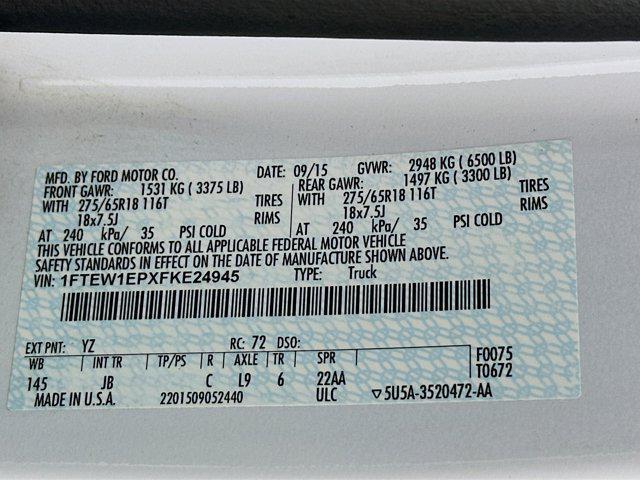 MFD. BY FORD MOTOR CO. DATE: 09/15 GVWR: 2948 KG ( 6500 LB)
FRONT GAWR: 1531 KG ( 3375 LB) REAR GAWR: 1497 KG ( 3300 LB)
WITH 275/65R18 116T TIRES WITH 275/65R18 116T TIRES
18x7.5J RIMS 18x7.5J RIMS
AT 240 kPa/ 35 PSI COLD AT 240 kPa/ 35 PSI COLD
THIS VEHICLE CONFORMS TO ALL APPLICABLE FEDERAL MOTOR VEHICLE
SAFETY STANDARDS IN EFFECT ON THE DATE OF MANUFACTURE SHOWN ABOVE.
VIN: 1FTEW1EPXFKE24945 TYPE: Truck
EXT PNT: YZ RC: 72 DSO: F0075
WB INT TR TP/PS R AXLE TR SPR T0672
145 JB C L9 6 22AA
MADE IN U.S.A. 2201509052440 ULC ▽5U5A-3520472-AA